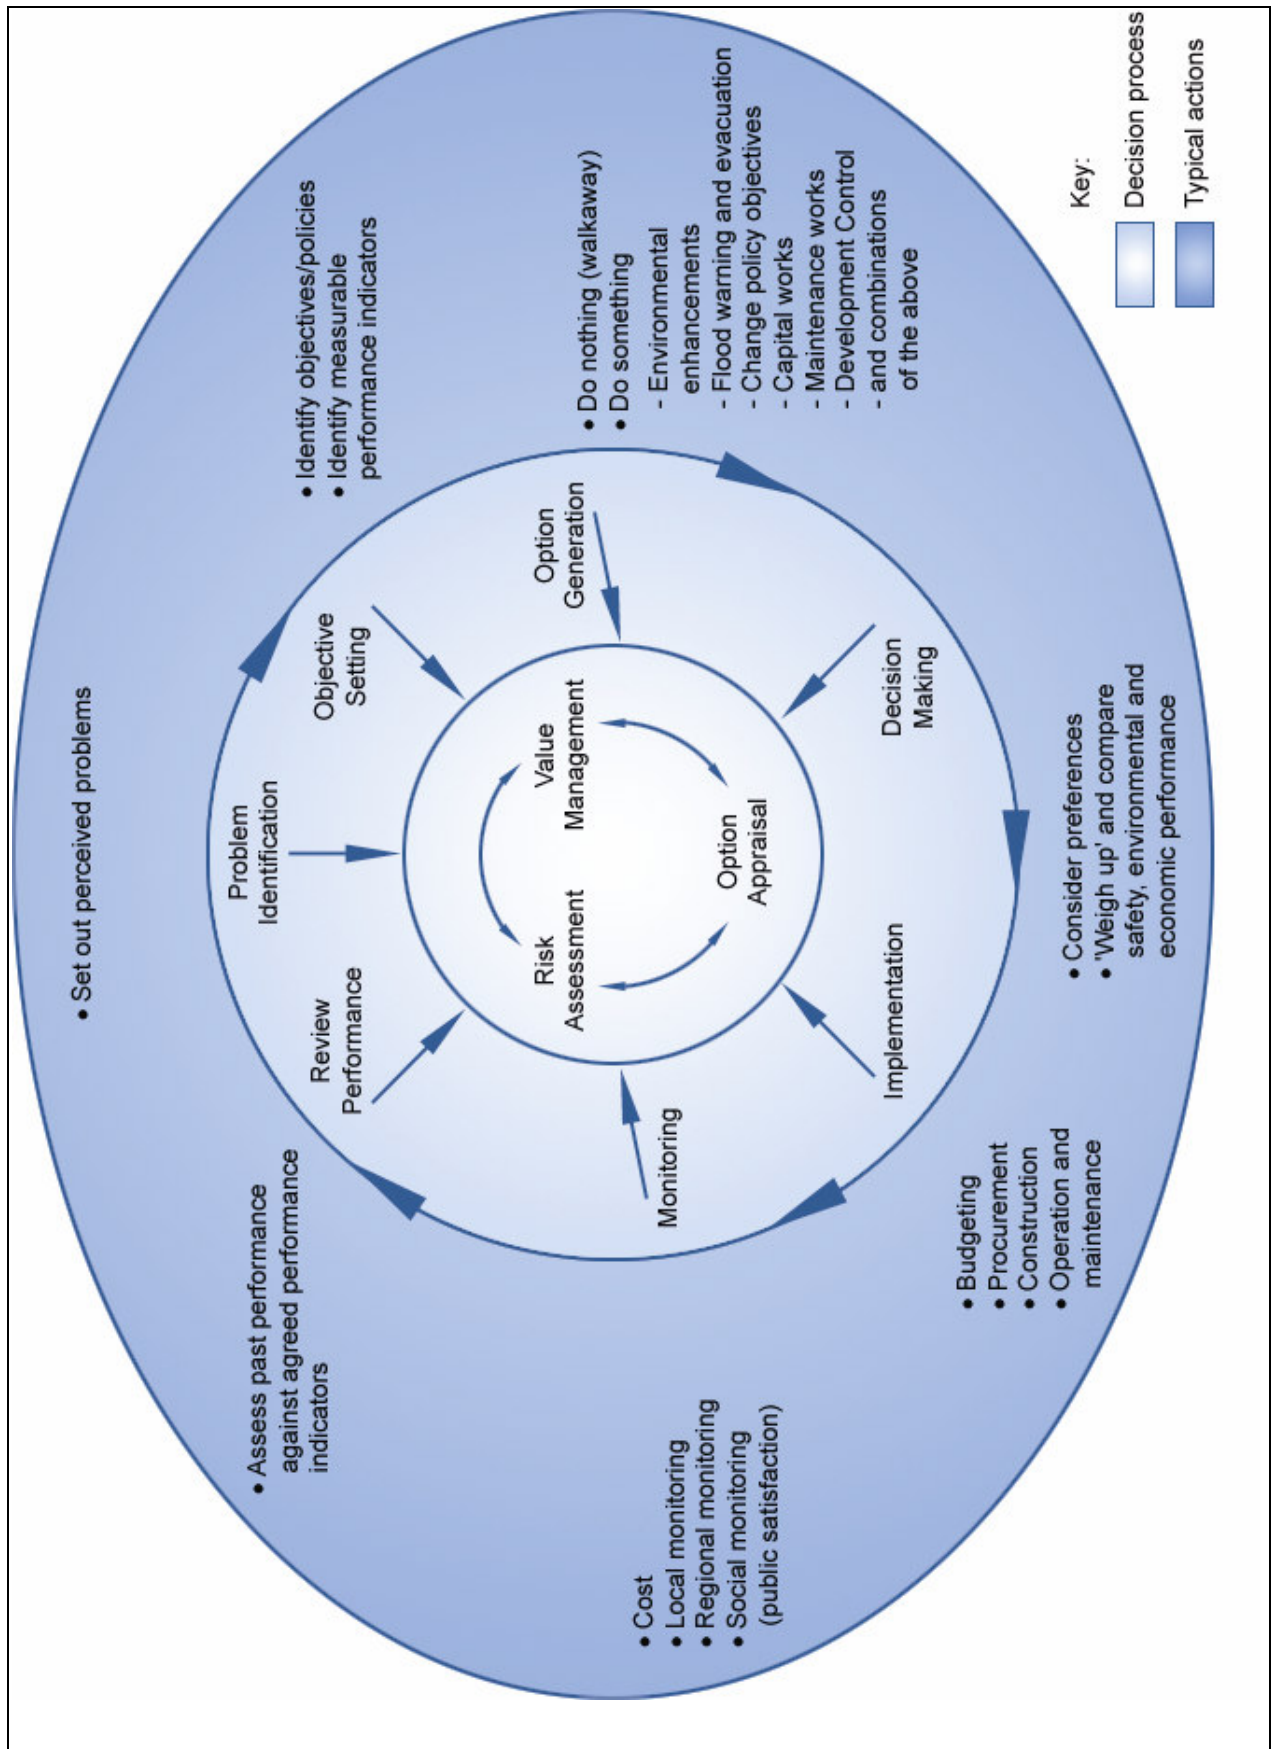 • Set out perceived problems
• Identify objectives/policies
• Identify measurable
performance indicators
• Do nothing (walkaway)
• Do something
- Environmental
enhancements
- Flood warning and evacuation
- Change policy objectives
- Capital works
- Maintenance works
- Development Control
- and combinations
of the above
• Consider preferences
• 'Weigh up' and compare
safety, environmental and
economic performance
• Budgeting
• Procurement
• Construction
• Operation and
maintenance
• Cost
• Local monitoring
• Regional monitoring
• Social monitoring
(public satisfaction)
• Assess past performance
against agreed performance
indicators
Problem
Identification
Objective
Setting
Option
Generation
Decision
Making
Implementation
Monitoring
Review
Performance
Risk
Assessment
Value
Management
Option
Appraisal
Key:
Decision process
Typical actions